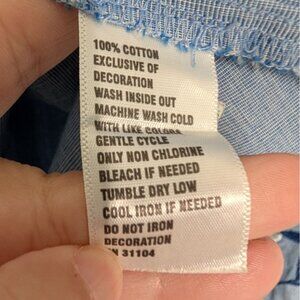 100% COTTON
EXCLUSIVE OF
DECORATION
WASH INSIDE OUT
MACHINE WASH COLD
WITH LIKE COLORS
GENTLE CYCLE
ONLY NON CHLORINE
BLEACH IF NEEDED
TUMBLE DRY LOW
COOL IRON IF NEEDED
DO NOT IRON
DECORATION
31104